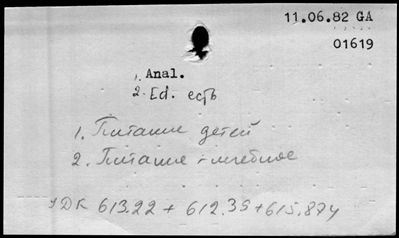 11.06.82 GA
01619
1. Anal.
2. Ed. есть
1. Питание детей
2. Питание - лечебное
УДК 613.22 + 612.39 + 615.874